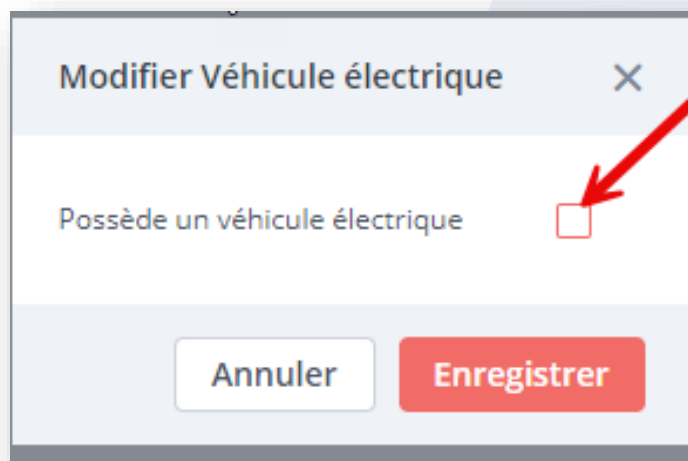 Modifier Véhicule électrique
Possède un véhicule électrique
Annuler Enregistrer